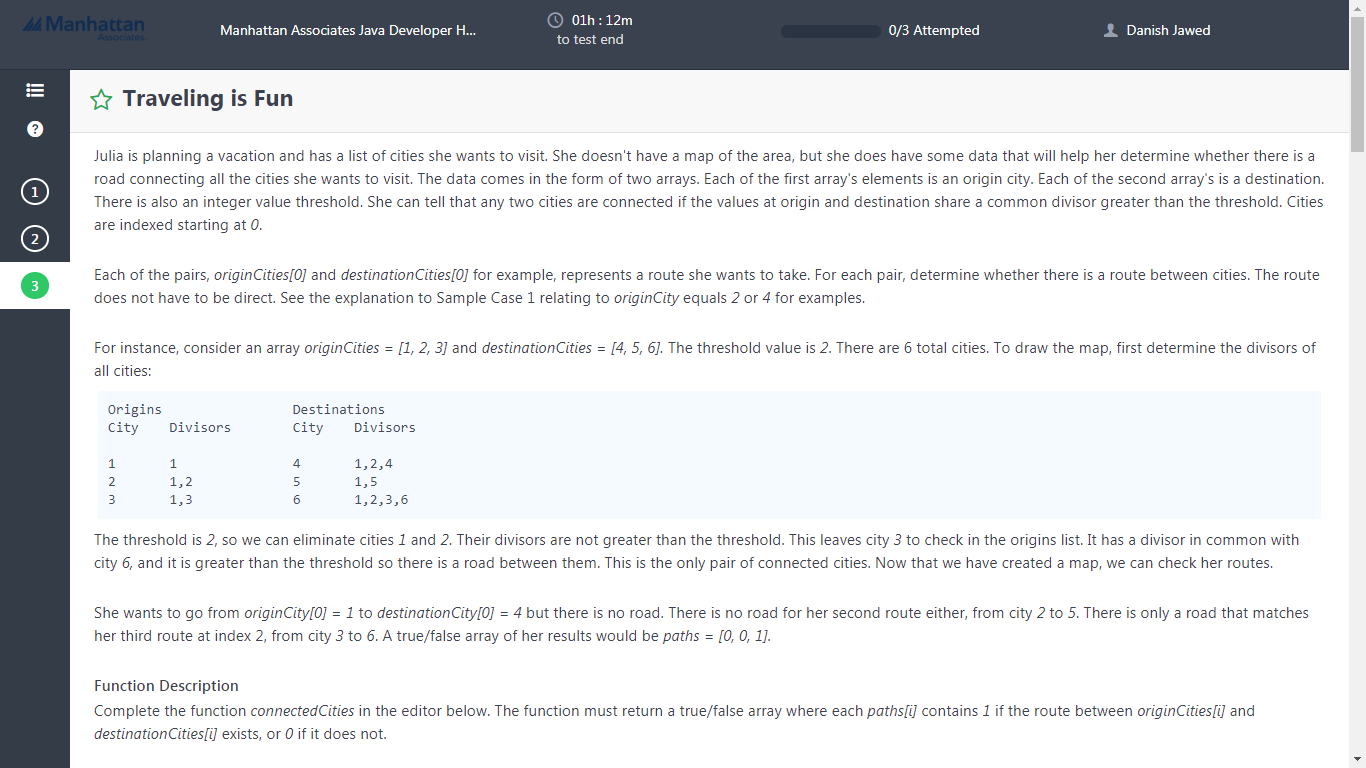 Manhattan
Associates
Manhattan Associates Java Developer H...
01h : 12m
to test end
0/3 Attempted
Danish Jawed
?
1
2
3
Traveling is Fun
Julia is planning a vacation and has a list of cities she wants to visit. She doesn't have a map of the area, but she does have some data that will help her determine whether there is a
road connecting all the cities she wants to visit. The data comes in the form of two arrays. Each of the first array's elements is an origin city. Each of the second array's is a destination.
There is also an integer value threshold. She can tell that any two cities are connected if the values at origin and destination share a common divisor greater than the threshold. Cities
are indexed starting at 0.
Each of the pairs, originCities[0] and destinationCities[0] for example, represents a route she wants to take. For each pair, determine whether there is a route between cities. The route
does not have to be direct. See the explanation to Sample Case 1 relating to originCity equals 2 or 4 for examples.
For instance, consider an array originCities = [1, 2, 3] and destinationCities = [4, 5, 6]. The threshold value is 2. There are 6 total cities. To draw the map, first determine the divisors of
all cities:
Origins Destinations
City Divisors City Divisors
1 1 4 1,2,4
2 1,2 5 1,5
3 1,3 6 1,2,3,6
The threshold is 2, so we can eliminate cities 1 and 2. Their divisors are not greater than the threshold. This leaves city 3 to check in the origins list. It has a divisor in common with
city 6, and it is greater than the threshold so there is a road between them. This is the only pair of connected cities. Now that we have created a map, we can check her routes.
She wants to go from originCity[0] = 1 to destinationCity[0] = 4 but there is no road. There is no road for her second route either, from city 2 to 5. There is only a road that matches
her third route at index 2, from city 3 to 6. A true/false array of her results would be paths = [0, 0, 1].
Function Description
Complete the function connectedCities in the editor below. The function must return a true/false array where each paths[i] contains 1 if the route between originCities[i] and
destinationCities[i] exists, or 0 if it does not.